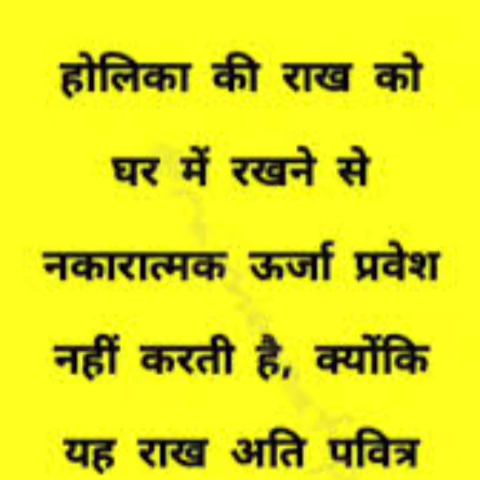 होलिका की राख को
घर में रखने से
नकारात्मक ऊर्जा प्रवेश
नहीं करती है, क्योंकि
यह राख अति पवित्र